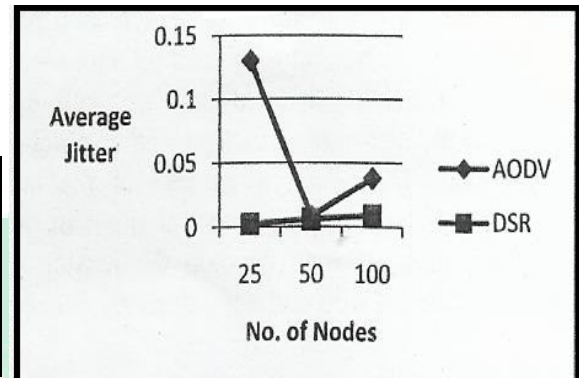 0.15
0.1
0.05
0
Average
Jitter
AODV
DSR
25 50 100
No. of Nodes